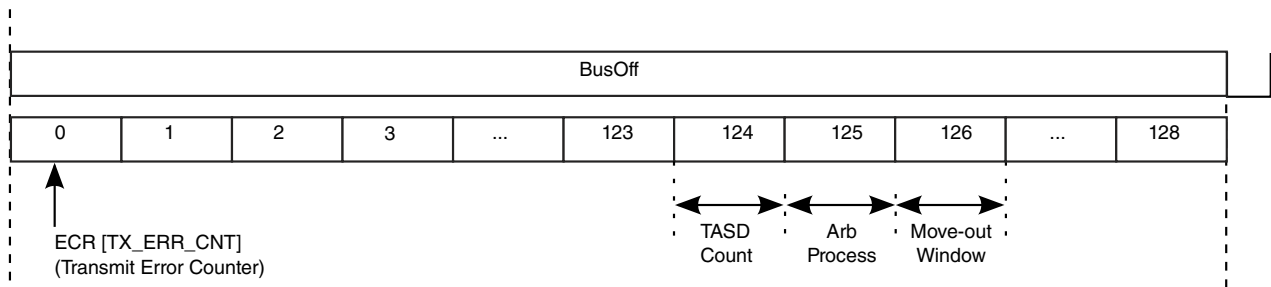 BusOff
0 1 2 3 ... 123 124 125 126 ... 128
ECR [TX_ERR_CNT]
(Transmit Error Counter)
TASD
Count
Arb
Process
Move-out
Window